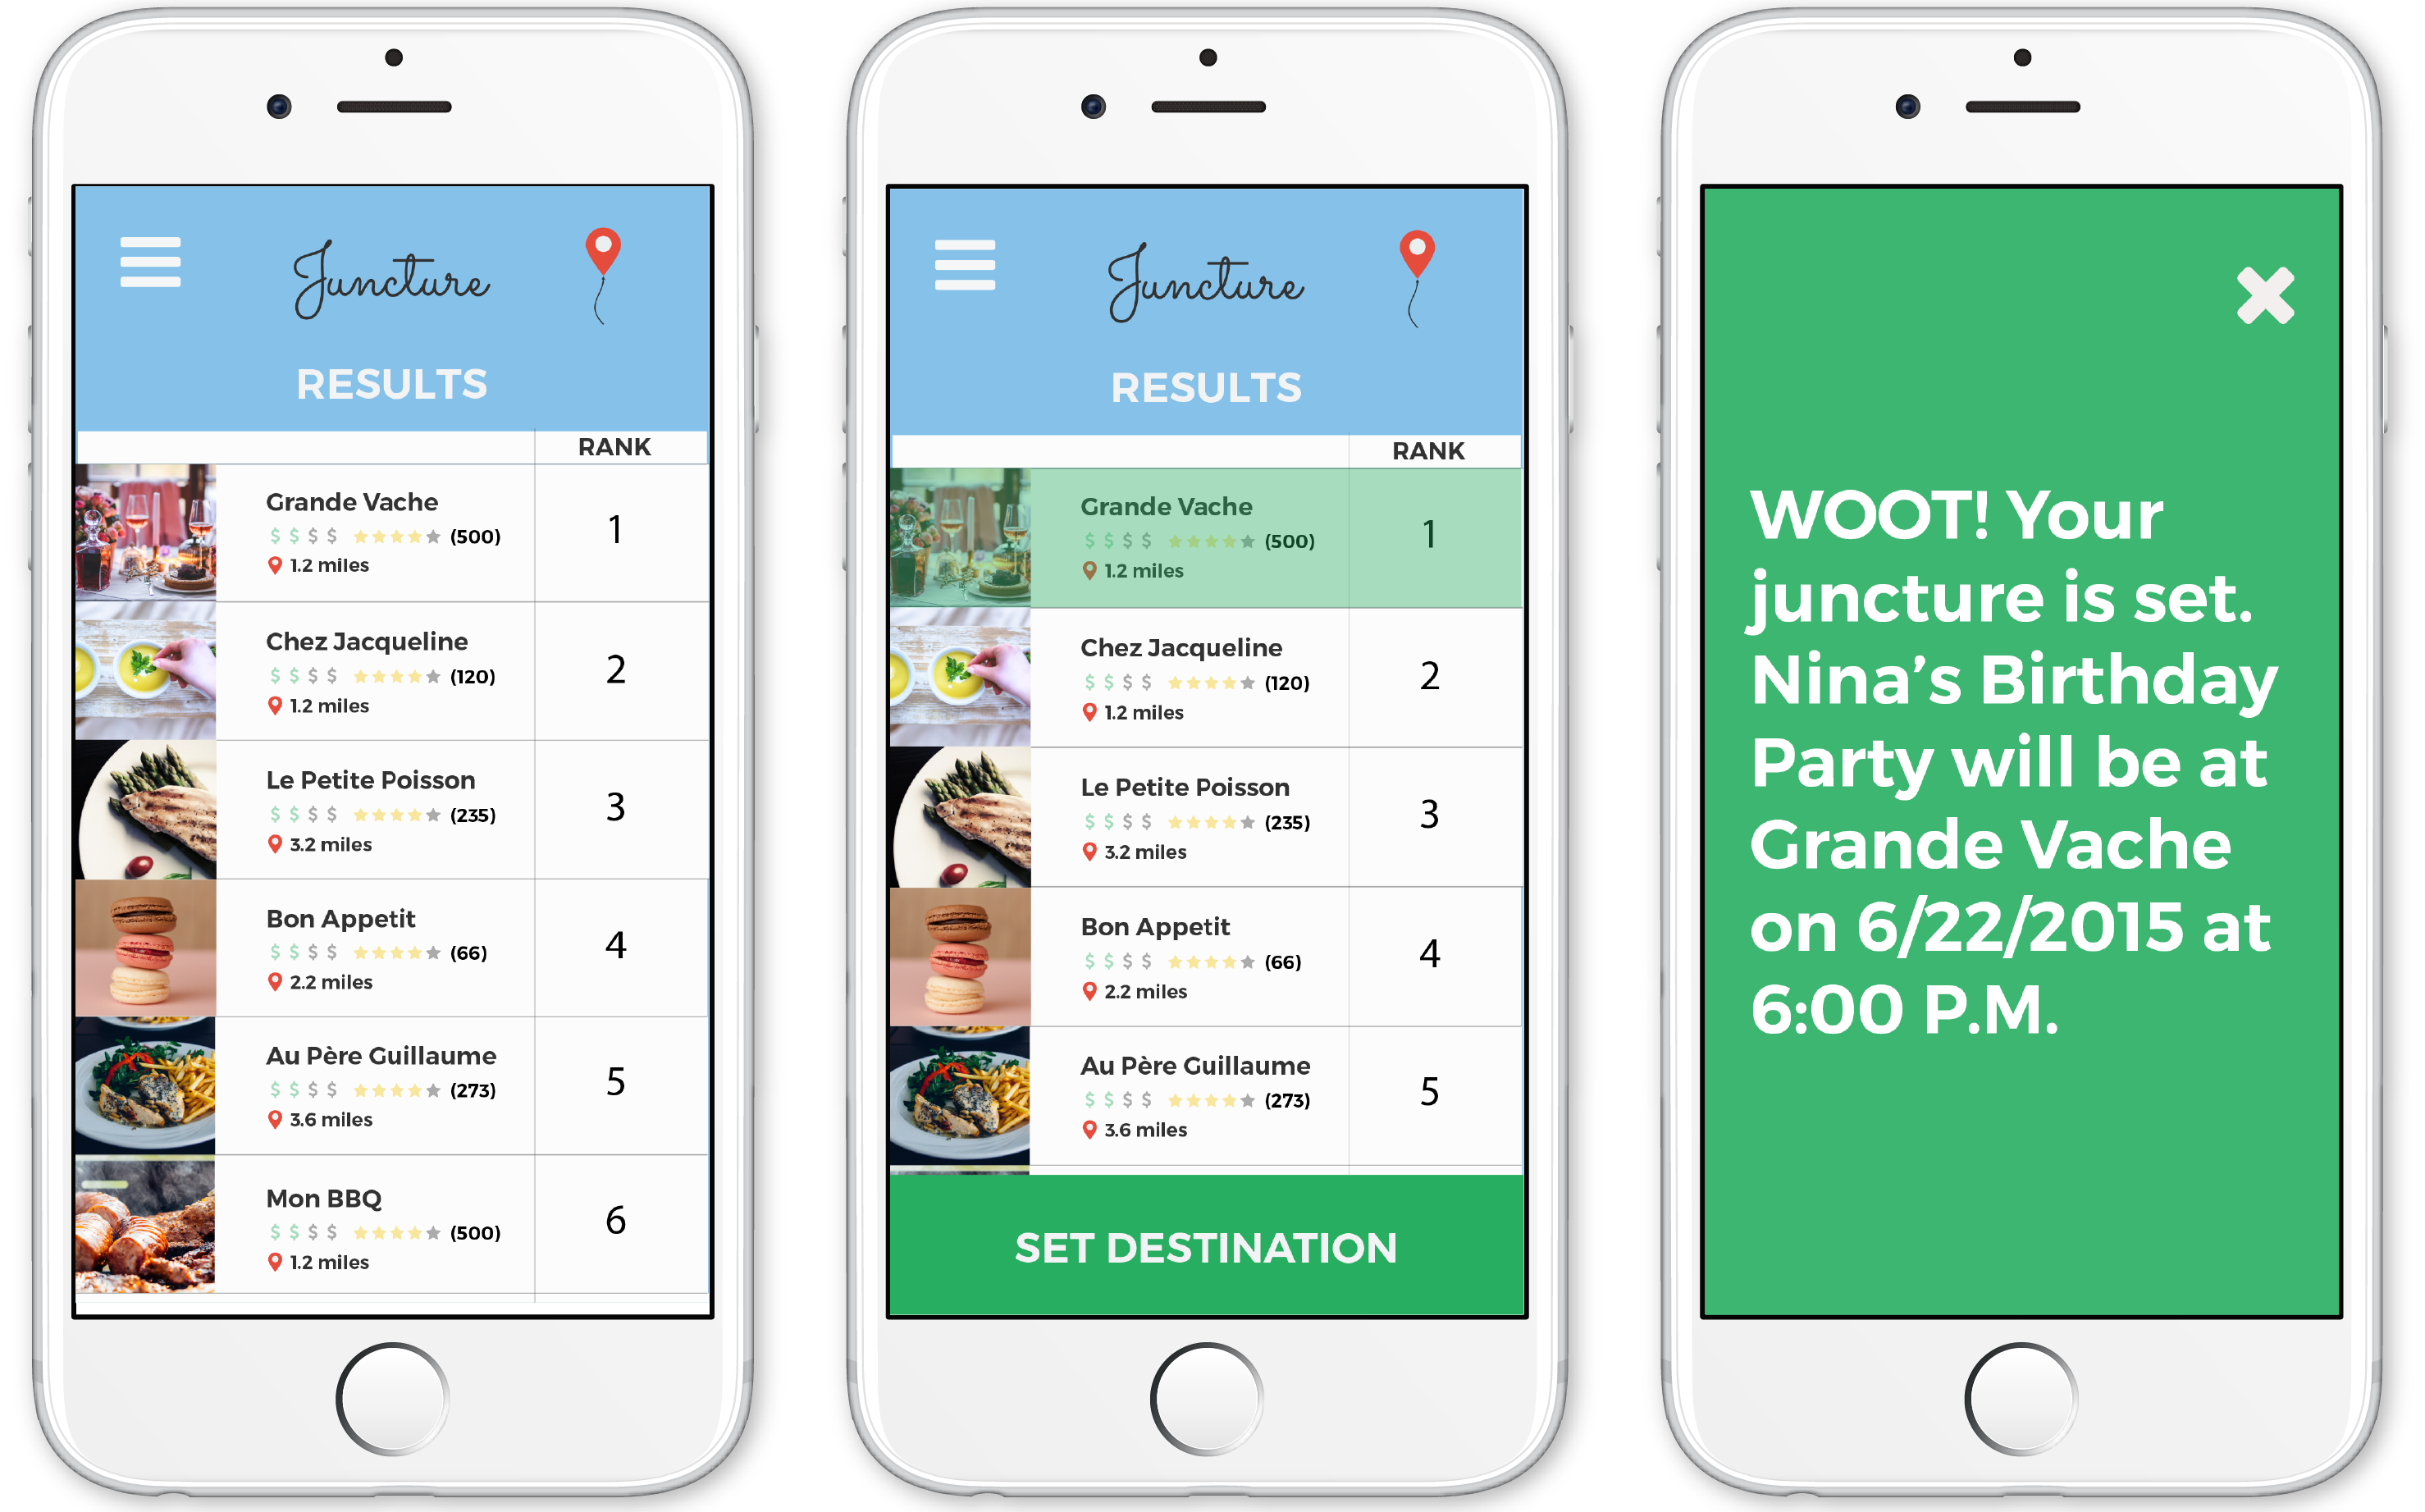 Juncture
RESULTS
RANK
Grande Vache
$ $ $ $ (500)
1.2 miles
1
Chez Jacqueline
$ $ $ $ (120)
1.2 miles
2
Le Petite Poisson
$ $ $ $ (235)
3.2 miles
3
Bon Appetit
$ $ $ $ (66)
2.2 miles
4
Au Père Guillaume
$ $ $ $ (273)
3.6 miles
5
Mon BBQ
$ $ $ $ (500)
1.2 miles
6
Juncture
RESULTS
RANK
Grande Vache
$ $ $ $ (500)
1.2 miles
1
Chez Jacqueline
$ $ $ $ (120)
1.2 miles
2
Le Petite Poisson
$ $ $ $ (235)
3.2 miles
3
Bon Appetit
$ $ $ $ (66)
2.2 miles
4
Au Père Guillaume
$ $ $ $ (273)
3.6 miles
5
SET DESTINATION
WOOT! Your
juncture is set.
Nina’s Birthday
Party will be at
Grande Vache
on 6/22/2015 at
6:00 P.M.